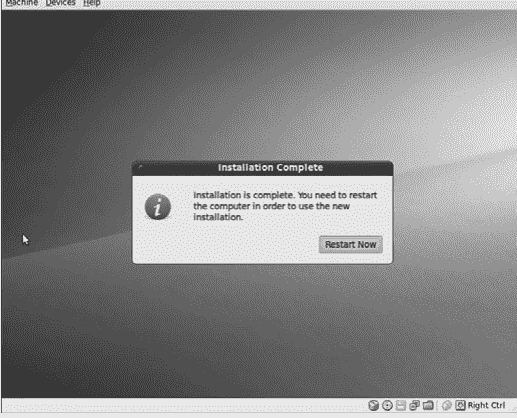 Machine Devices Help
Installation Complete
Installation is complete. You need to restart
the computer in order to use the new
installation.
Restart Now
Right Ctrl